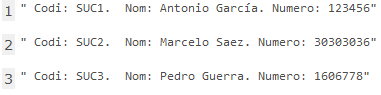 1 " Codi: SUC1.  Nom: Antonio García. Numero: 123456"
2 " Codi: SUC2.  Nom: Marcelo Saez. Numero: 30303036"
3 " Codi: SUC3.  Nom: Pedro Guerra. Numero: 1606778"